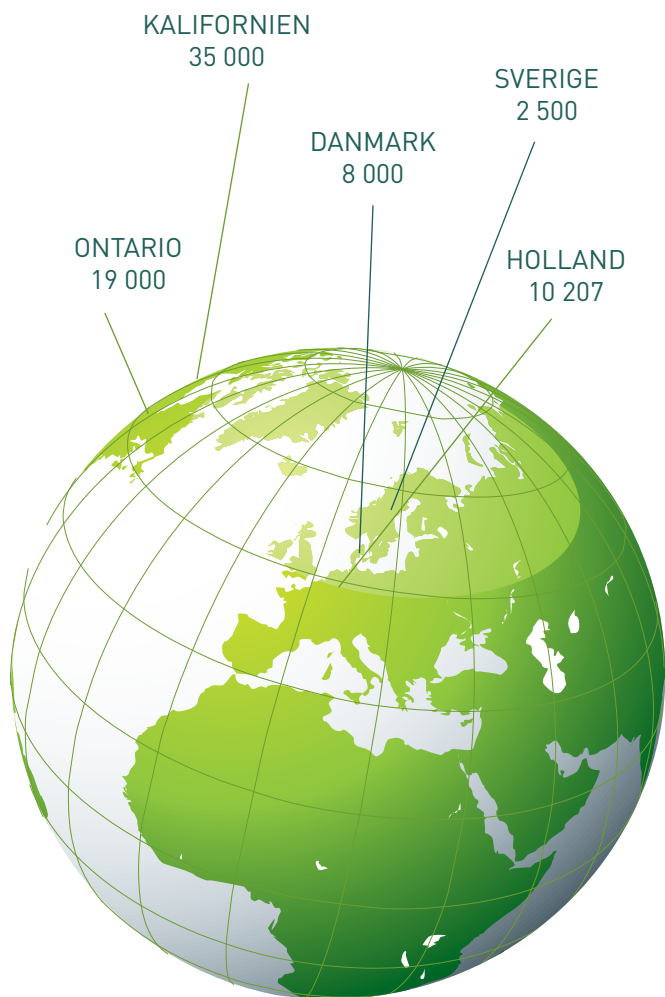 KALIFORNIEN
35 000
SVERIGE
2 500
DANMARK
8 000
ONTARIO
19 000
HOLLAND
10 207